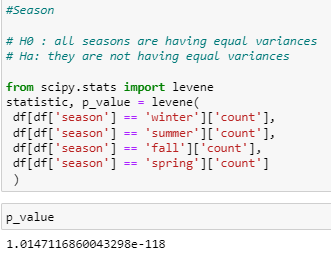 #Season
# H0 : all seasons are having equal variances
# Ha: they are not having equal variances
from scipy.stats import levene
statistic, p_value = levene(
df[df['season'] == 'winter']['count'],
df[df['season'] == 'summer']['count'],
df[df['season'] == 'fall']['count'],
df[df['season'] == 'spring']['count']
)
p_value
1.0147116860043298e-118